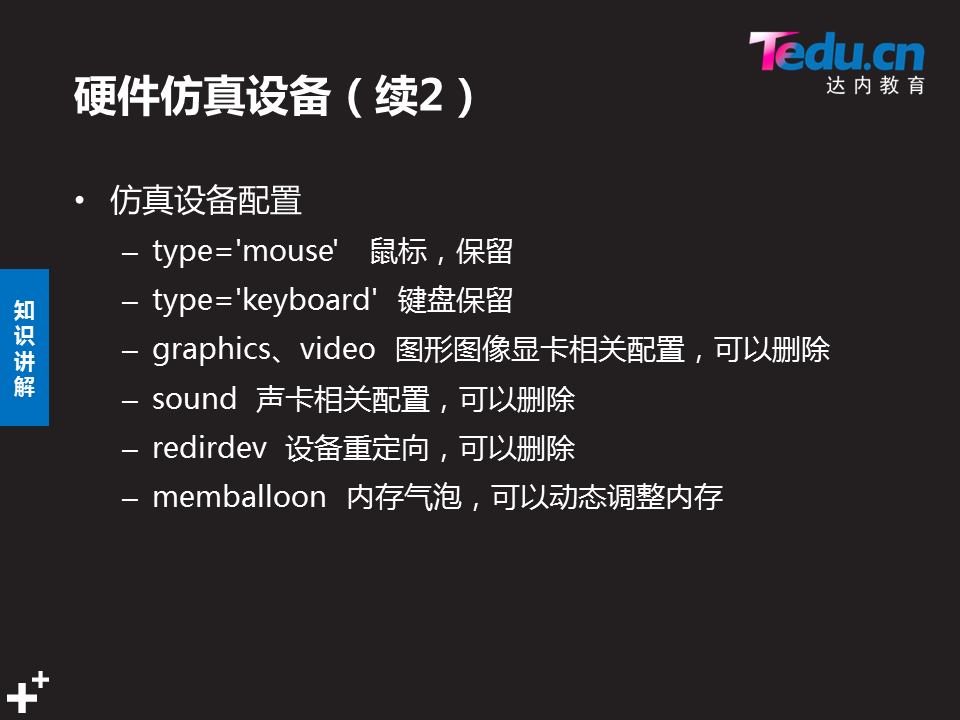 Tedu.cn
达内教育
硬件仿真设备（续2）
• 仿真设备配置
– type='mouse' 鼠标，保留
– type='keyboard' 键盘保留
– graphics、video 图形图像显卡相关配置，可以删除
– sound 声卡相关配置，可以删除
– redirdev 设备重定向，可以删除
– memballoon 内存气泡，可以动态调整内存
知识讲解